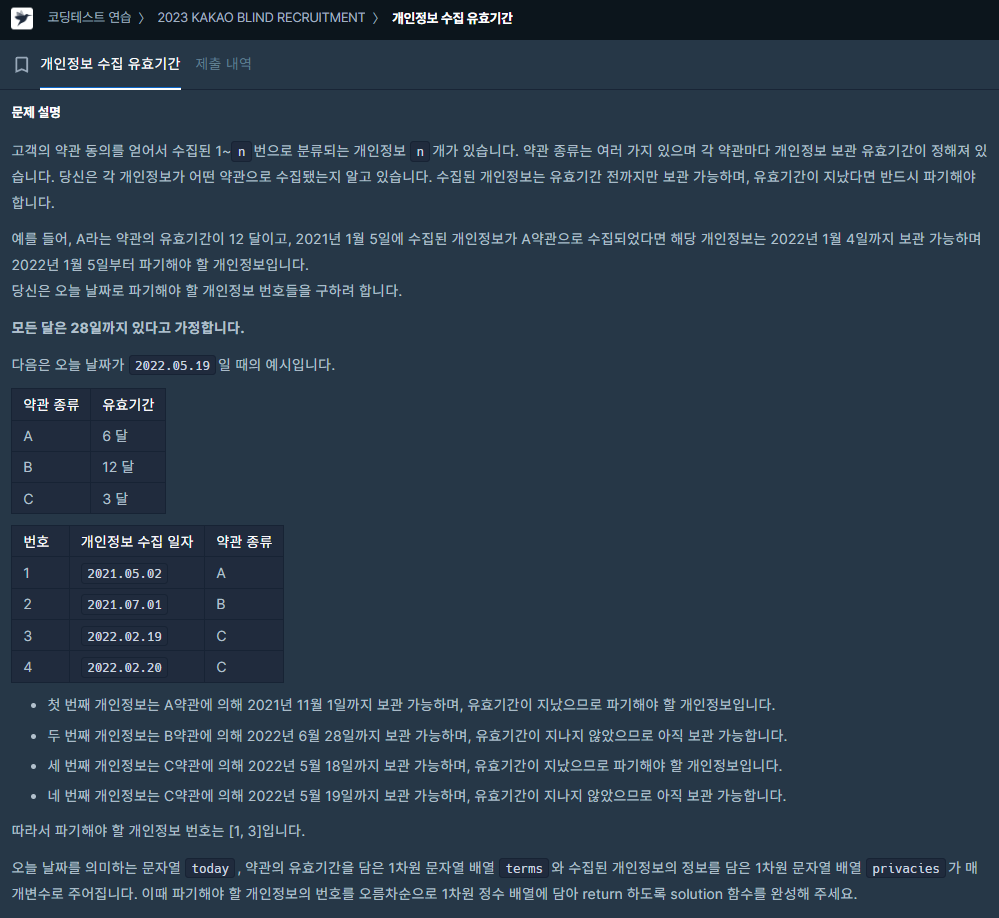 코딩테스트 연습 〉 2023 KAKAO BLIND RECRUITMENT 〉 개인정보 수집 유효기간
개인정보 수집 유효기간 제출 내역
문제 설명
고객의 약관 동의를 얻어서 수집된 1~n번으로 분류되는 개인정보 n개가 있습니다. 약관 종류는 여러 가지 있으며 각 약관마다 개인정보 보관 유효기간이 정해져 있
습니다. 당신은 각 개인정보가 어떤 약관으로 수집됐는지 알고 있습니다. 수집된 개인정보는 유효기간 전까지만 보관 가능하며, 유효기간이 지났다면 반드시 파기해야
합니다.
예를 들어, A라는 약관의 유효기간이 12 달이고, 2021년 1월 5일에 수집된 개인정보가 A약관으로 수집되었다면 해당 개인정보는 2022년 1월 4일까지 보관 가능하며
2022년 1월 5일부터 파기해야 할 개인정보입니다.
당신은 오늘 날짜로 파기해야 할 개인정보 번호들을 구하려 합니다.
모든 달은 28일까지 있다고 가정합니다.
다음은 오늘 날짜가 2022.05.19일 때의 예시입니다.
약관 종류 유효기간
A 6 달
B 12 달
C 3 달
번호 개인정보 수집 일자 약관 종류
1 2021.05.02 A
2 2021.07.01 B
3 2022.02.19 C
4 2022.02.20 C
• 첫 번째 개인정보는 A약관에 의해 2021년 11월 1일까지 보관 가능하며, 유효기간이 지났으므로 파기해야 할 개인정보입니다.
• 두 번째 개인정보는 B약관에 의해 2022년 6월 28일까지 보관 가능하며, 유효기간이 지나지 않았으므로 아직 보관 가능합니다.
• 세 번째 개인정보는 C약관에 의해 2022년 5월 18일까지 보관 가능하며, 유효기간이 지났으므로 파기해야 할 개인정보입니다.
• 네 번째 개인정보는 C약관에 의해 2022년 5월 19일까지 보관 가능하며, 유효기간이 지나지 않았으므로 아직 보관 가능합니다.
따라서 파기해야 할 개인정보 번호는 [1, 3]입니다.
오늘 날짜를 의미하는 문자열 today, 약관의 유효기간을 담은 1차원 문자열 배열 terms와 수집된 개인정보의 정보를 담은 1차원 문자열 배열 privacies가 매
개변수로 주어집니다. 이때 파기해야 할 개인정보의 번호를 오름차순으로 1차원 정수 배열에 담아 return 하도록 solution 함수를 완성해 주세요.